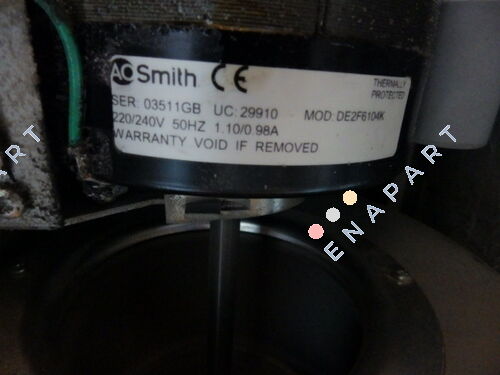 AO Smith CE
THERMALLY
PROTECTED
SER: 03511GB UC: 29910 MOD: DE2F6104K
220/240V 50HZ 1.10/0.98A
WARRANTY VOID IF REMOVED
ENAPART
ENAPART